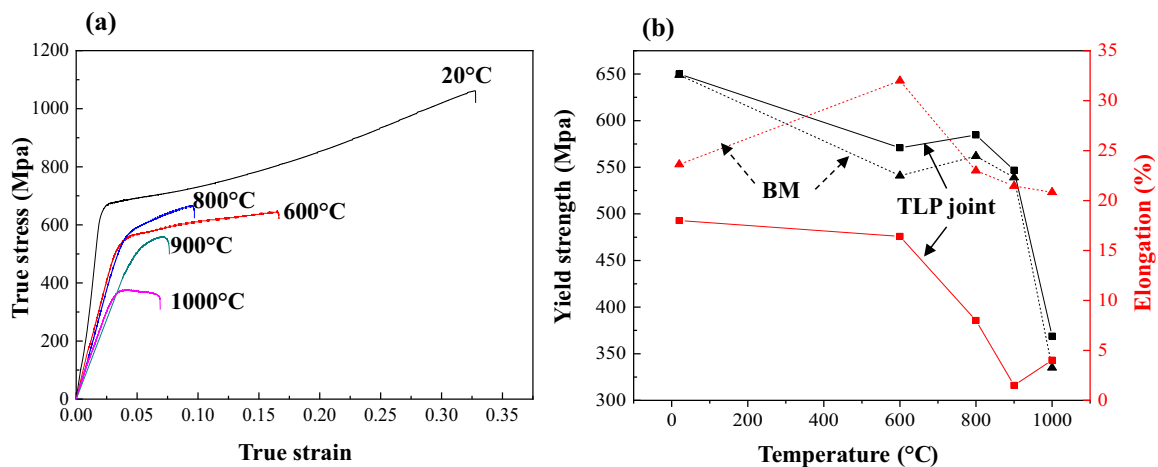 (a)
1200
1000
800
600
400
200
0
True stress (Mpa)
20°C
800°C
600°C
900°C
1000°C
0.00 0.05 0.10 0.15 0.20 0.25 0.30 0.35
True strain
(b)
650
600
550
500
450
400
350
300
Yield strength (Mpa)
BM
TLP joint
35
30
25
20
15
10
5
0
Elongation (%)
0 200 400 600 800 1000
Temperature (°C)